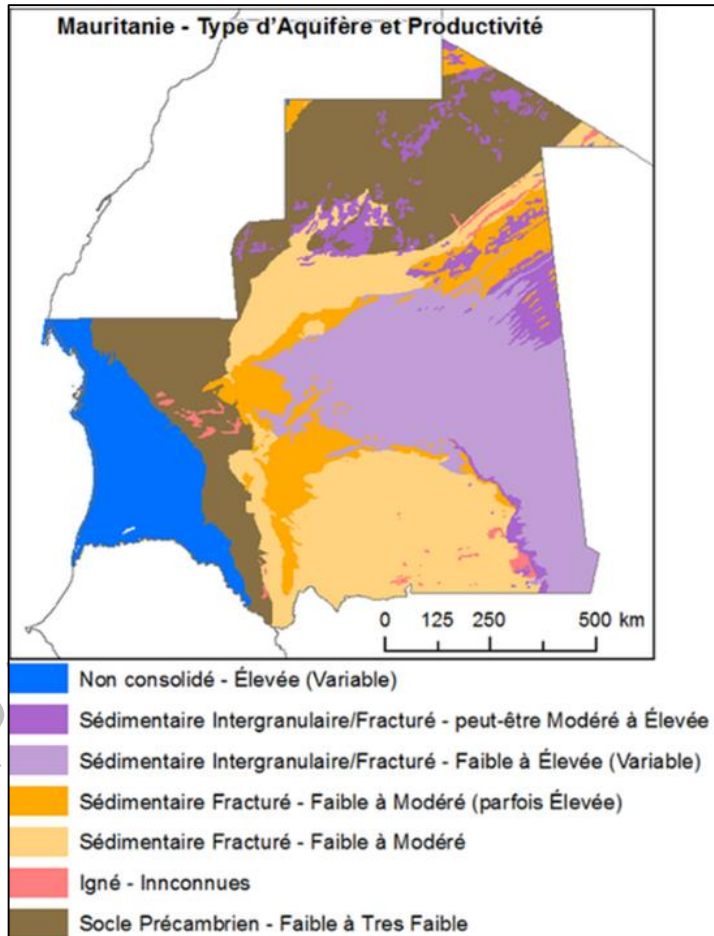 Mauritanie - Type d'Aquifère et Productivité
0 125 250 500 km
Non consolidé - Élevée (Variable)
Sédimentaire Intergranulaire/Fracturé - peut-être Modéré à Élevée
Sédimentaire Intergranulaire/Fracturé - Faible à Élevée (Variable)
Sédimentaire Fracturé - Faible à Modéré (parfois Élevée)
Sédimentaire Fracturé - Faible à Modéré
Igné - Innconnues
Socle Précambrien - Faible à Tres Faible